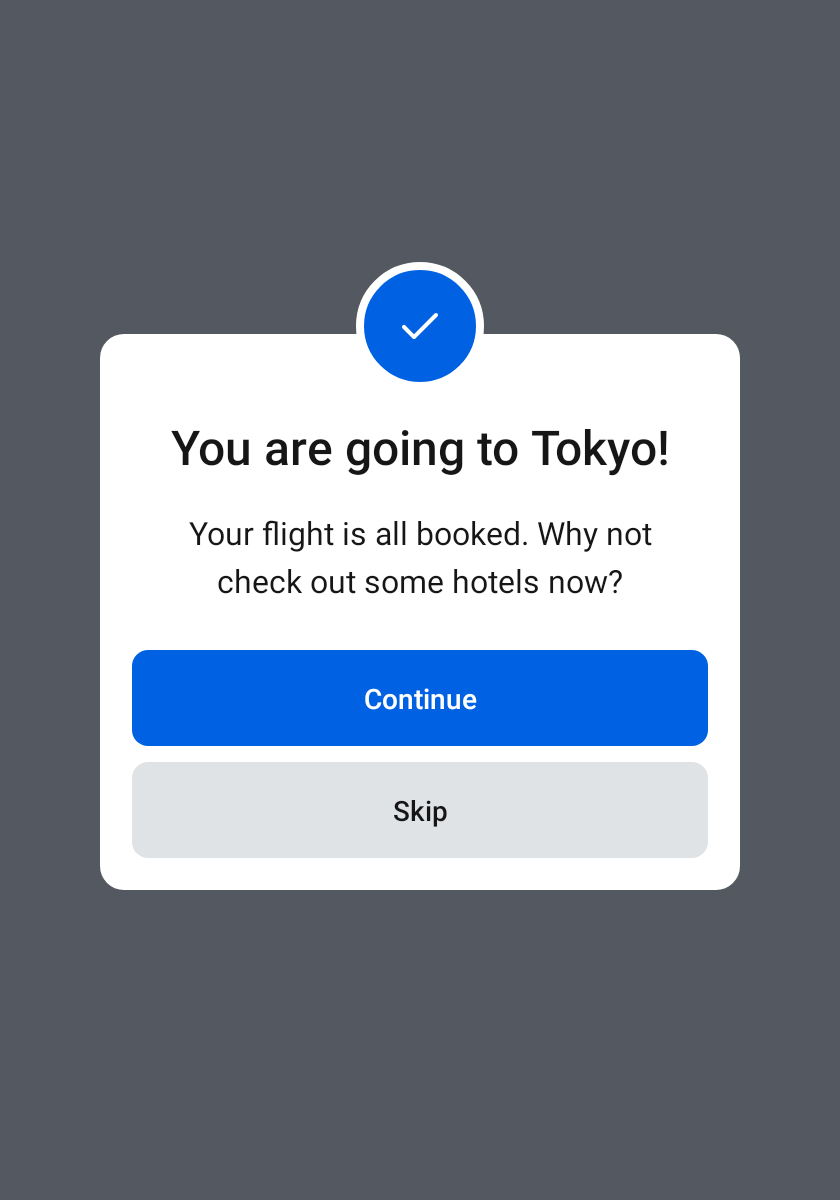 You are going to Tokyo!
Your flight is all booked. Why not
check out some hotels now?
Continue
Skip